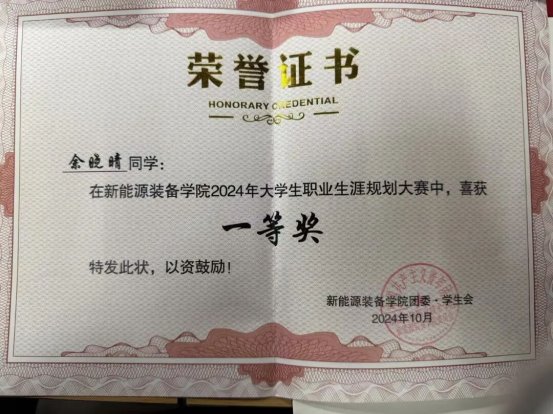 荣誉证书
HONORARY CREDENTIAL
余晓晴同学：
在新能源装备学院2024年大学生职业生涯规划大赛中，喜获
一等奖
特发此状，以资鼓励！
新能源装备学院团委·学生会
2024年10月